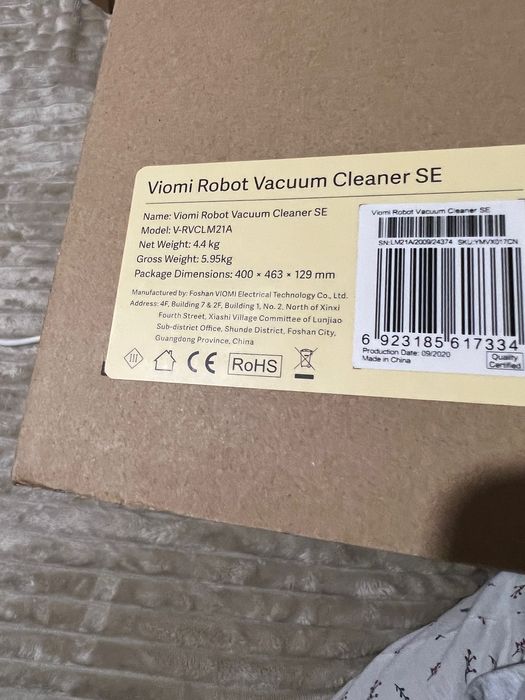 Viomi Robot Vacuum Cleaner SE
Name: Viomi Robot Vacuum Cleaner SE
Model: V-RVCLM21A
Net Weight: 4.4 kg
Gross Weight: 5.95kg
Package Dimensions: 400 × 463 × 129 mm
Manufactured by: Foshan VIOMI Electrical Technology Co., Ltd.
Address: 4F, Building 7 & 2F, Building 1, No. 2, North of Xinxi
Fourth Street, Xiashi Village Committee of Lunjiao
Sub-district Office, Shunde District, Foshan City,
Guangdong Province, China
III CE RoHS
Viomi Robot Vacuum Cleaner SE
SN:LM21A/2009/24374 SKU:YMVX017CN
6 923185 617334
Production Date: 09/2020
Made in China
Quality
Certified